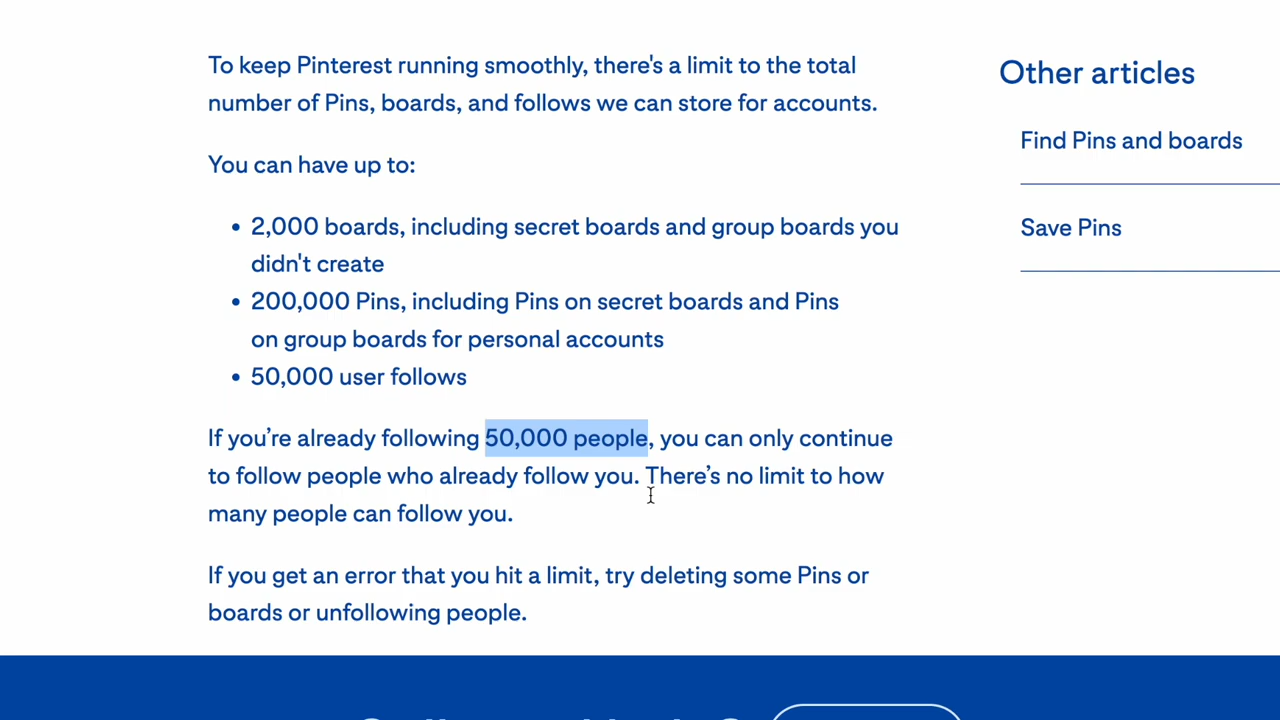 To keep Pinterest running smoothly, there's a limit to the total
number of Pins, boards, and follows we can store for accounts.
You can have up to:
• 2,000 boards, including secret boards and group boards you
didn't create
• 200,000 Pins, including Pins on secret boards and Pins
on group boards for personal accounts
• 50,000 user follows
If you’re already following 50,000 people, you can only continue
to follow people who already follow you. There’s no limit to how
many people can follow you.
If you get an error that you hit a limit, try deleting some Pins or
boards or unfollowing people.
Other articles
Find Pins and boards
Save Pins